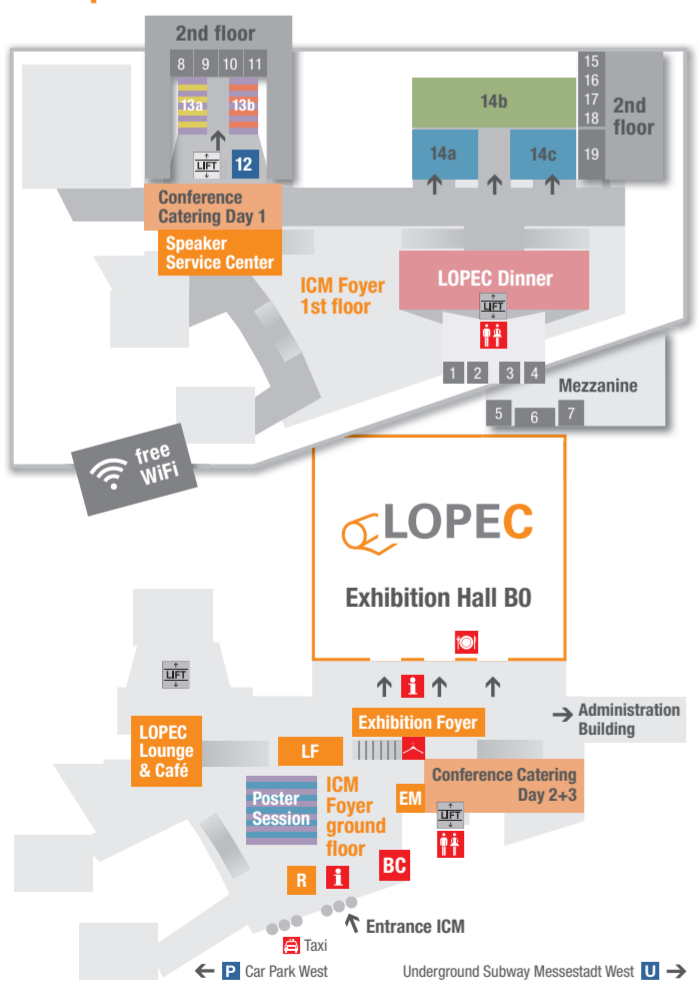 2nd floor
8 9 10 11
13a 13b
LIFT
12
Conference
Catering Day 1
Speaker
Service Center
14b
14a 14c
15
16
17
18
19
2nd
floor
ICM Foyer
1st floor
LOPEC Dinner
LIFT
1 2 3 4
Mezzanine
5 6 7
free
WiFi
LOPEC
Exhibition Hall B0
LIFT
i
Exhibition Foyer
Administration
Building
LOPEC
Lounge
& Café
LF
Poster
Session
ICM
Foyer
ground
floor
EM
Conference Catering
Day 2+3
LIFT
BC
R
i
Entrance ICM
Taxi
P Car Park West
Underground Subway Messestadt West U